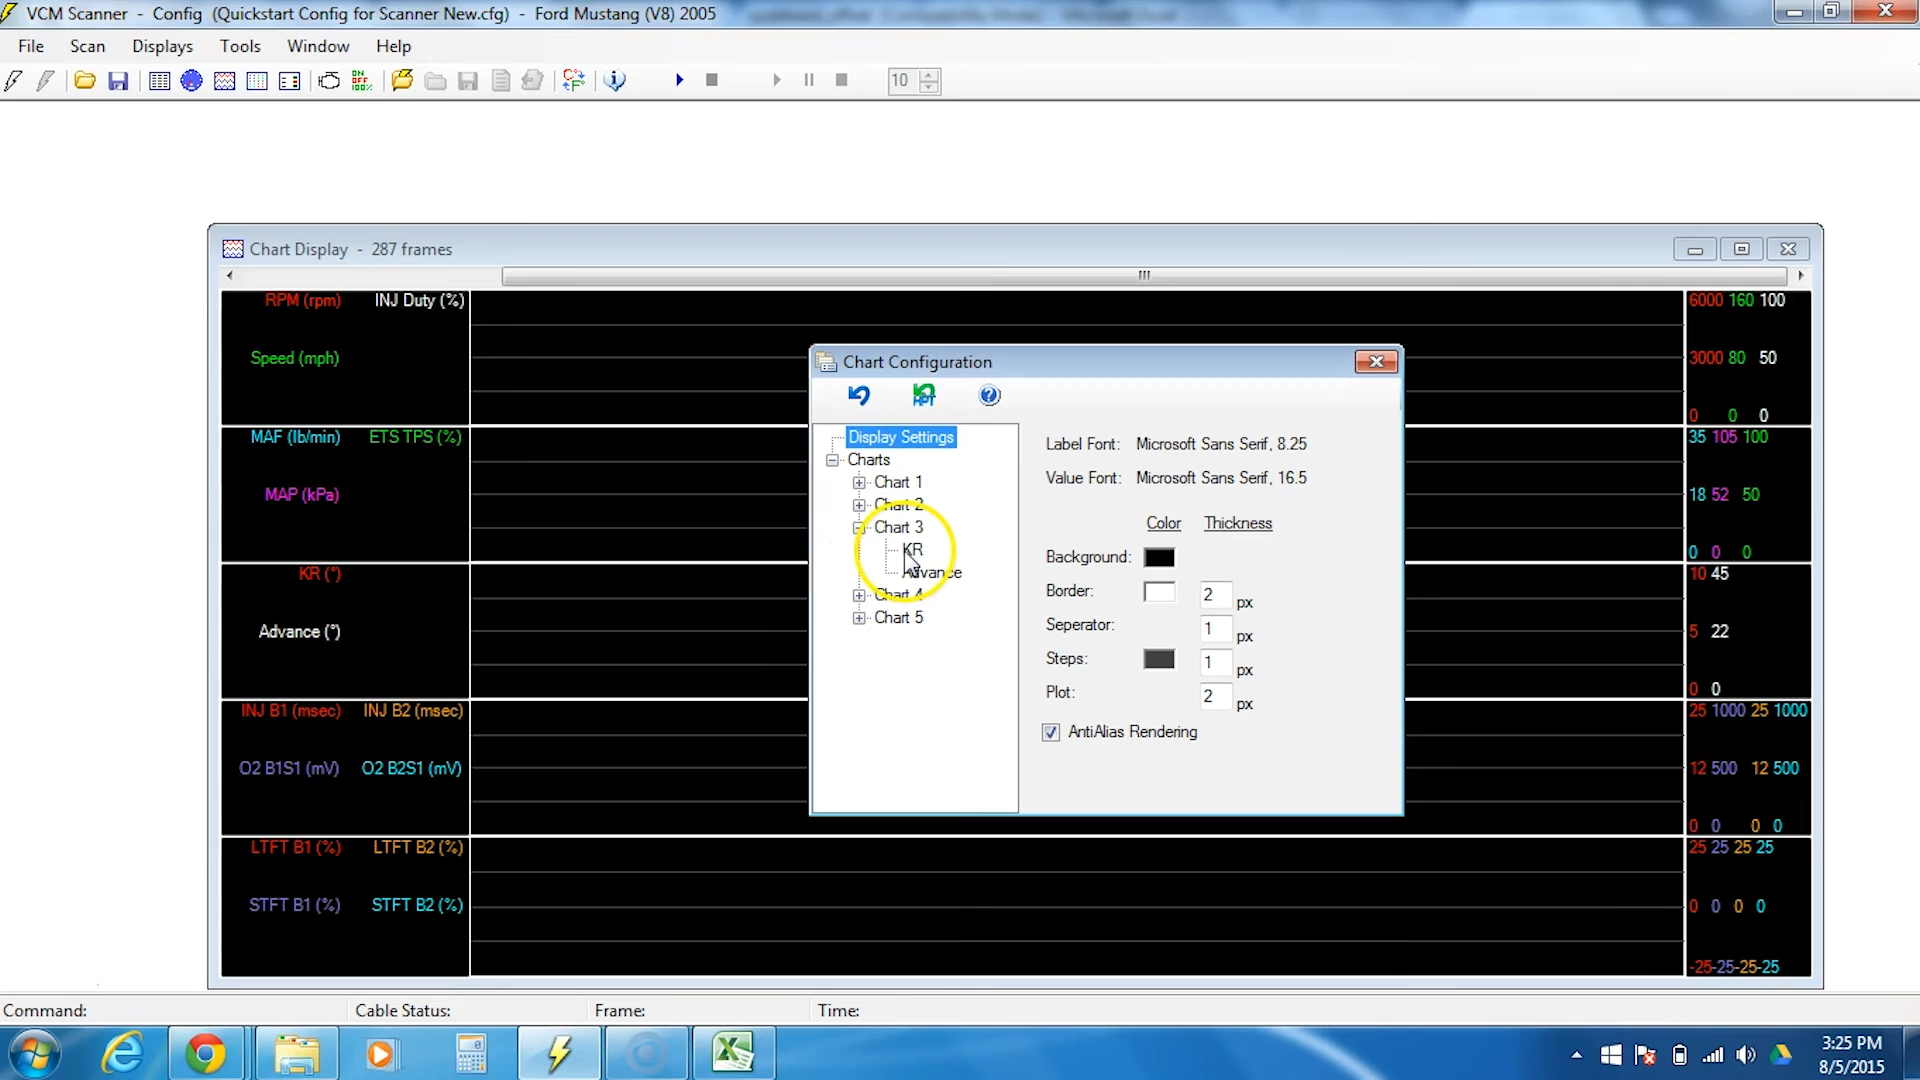 VCM Scanner - Config (Quickstart Config for Scanner New.cfg) - Ford Mustang (V8) 2005
File Scan Displays Tools Window Help
ON OFF 100% 10
Chart Display - 287 frames
RPM (rpm) INJ Duty (%) 6000 160 100
Speed (mph) 3000 80 50
0 0 0
MAF (lb/min) ETS TPS (%) 35 105 100
MAP (kPa) 18 52 50
0 0 0
KR (°) 10 45
Advance (°) 5 22
0 0
INJ B1 (msec) INJ B2 (msec) 25 1000 25 1000
O2 B1S1 (mV) O2 B2S1 (mV) 12 500 12 500
0 0 0 0
LTFT B1 (%) LTFT B2 (%) 25 25 25 25
STFT B1 (%) STFT B2 (%) 0 0 0 0
-25 -25 -25 -25
Chart Configuration
HPT
Display Settings
Charts
Chart 1
Chart 2
Chart 3
KR
Advance
Chart 4
Chart 5
Label Font: Microsoft Sans Serif, 8.25
Value Font: Microsoft Sans Serif, 16.5
Color Thickness
Background:
Border: 2 px
Seperator: 1 px
Steps: 1 px
Plot: 2 px
AntiAlias Rendering
Command: Cable Status: Frame: Time:
3:25 PM
8/5/2015